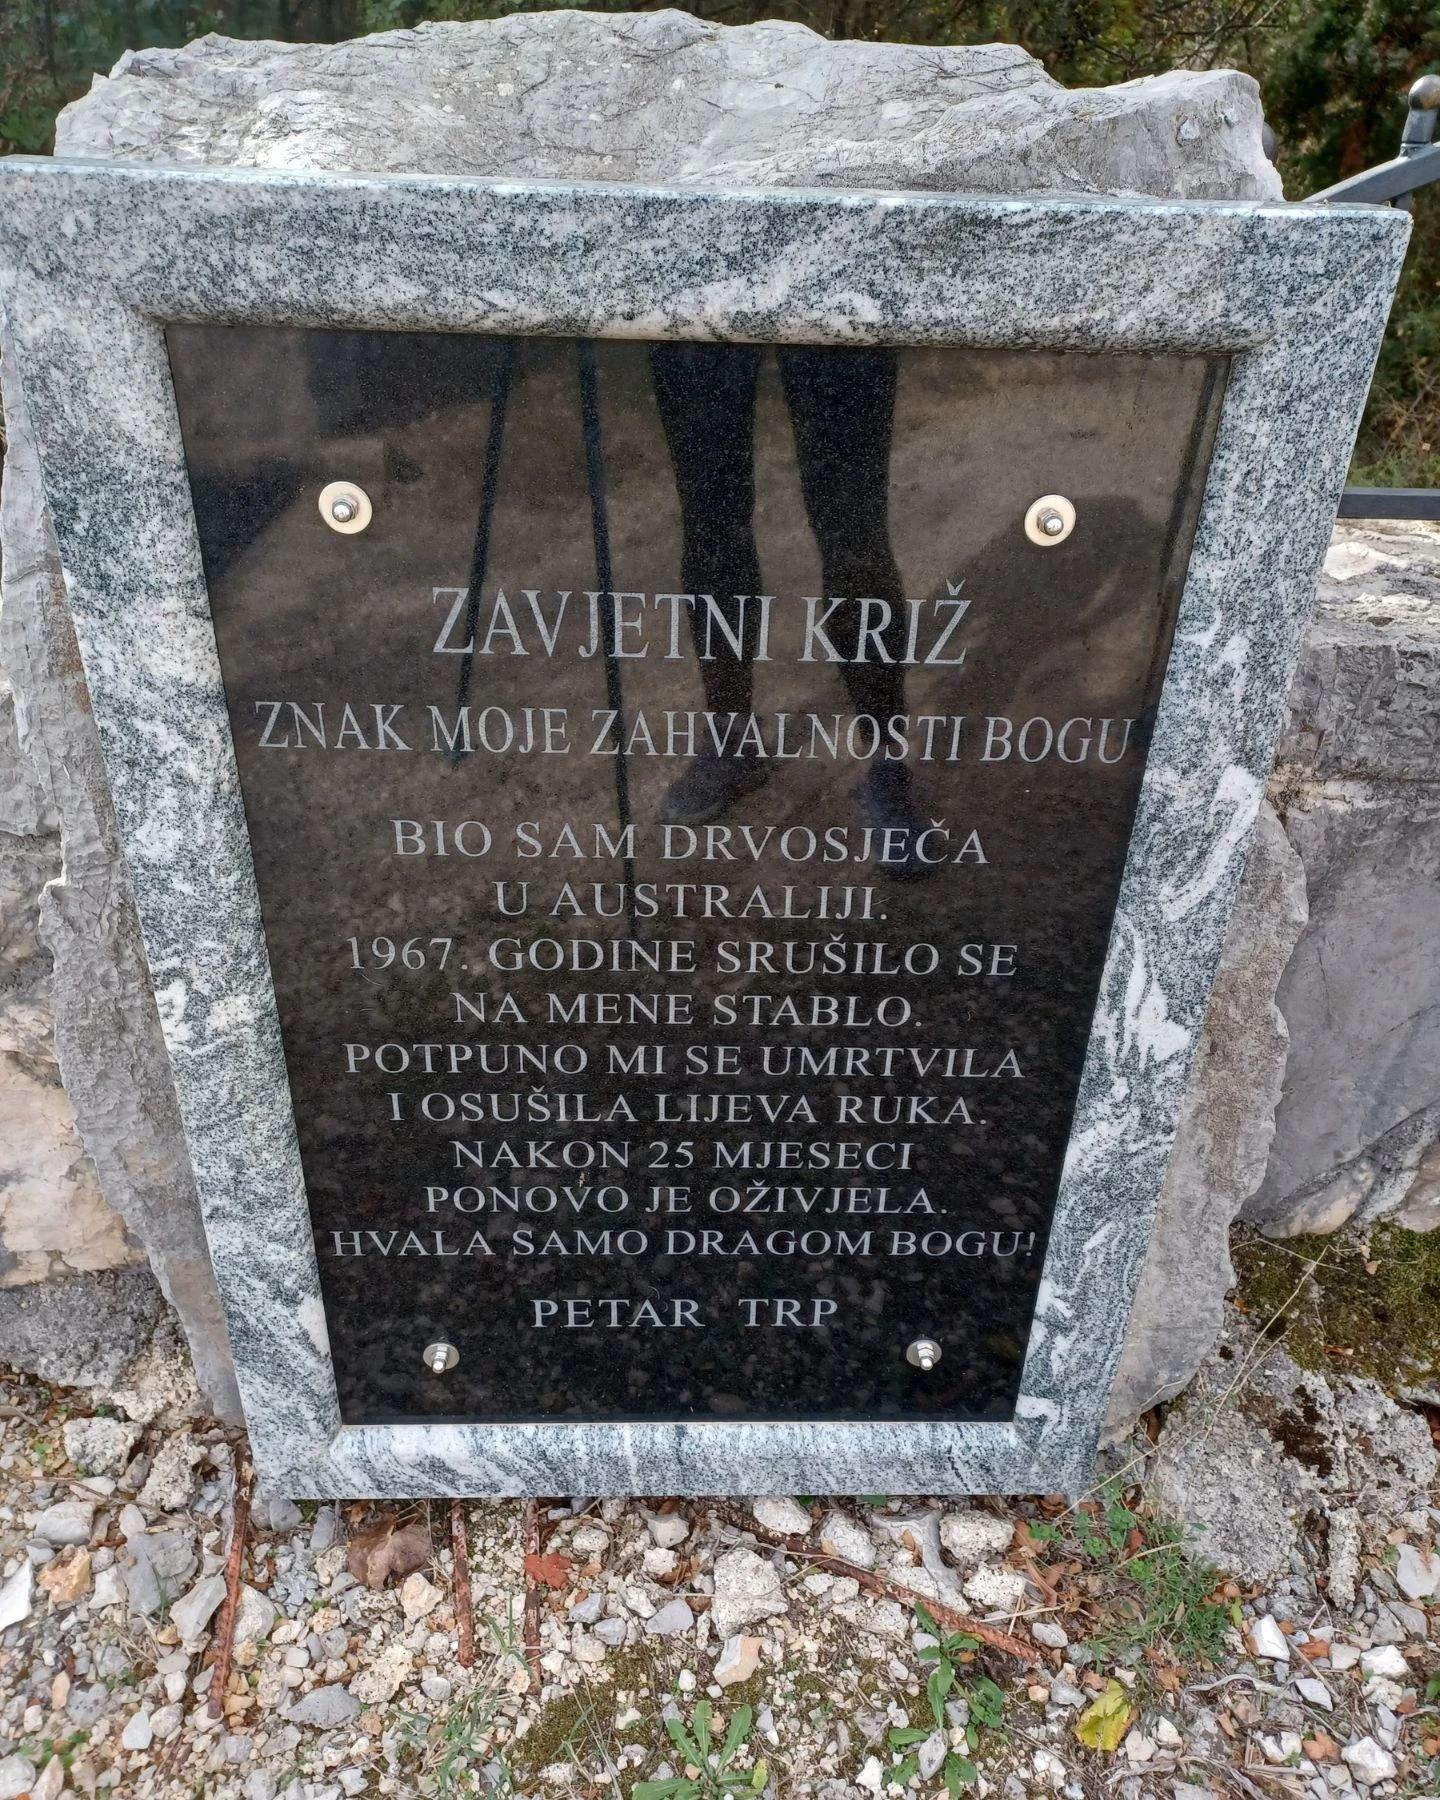 ZAVJETNI KRIŽ
ZNAK MOJE ZAHVALNOSTI BOGU
BIO SAM DRVOSJEČA
U AUSTRALIJI.
1967. GODINE SRUŠILO SE
NA MENE STABLO.
POTPUNO MI SE UMRTVILA
I OSUŠILA LIJEVA RUKA.
NAKON 25 MJESECI
PONOVO JE OŽIVJELA.
HVALA SAMO DRAGOM BOGU!
PETAR TRP